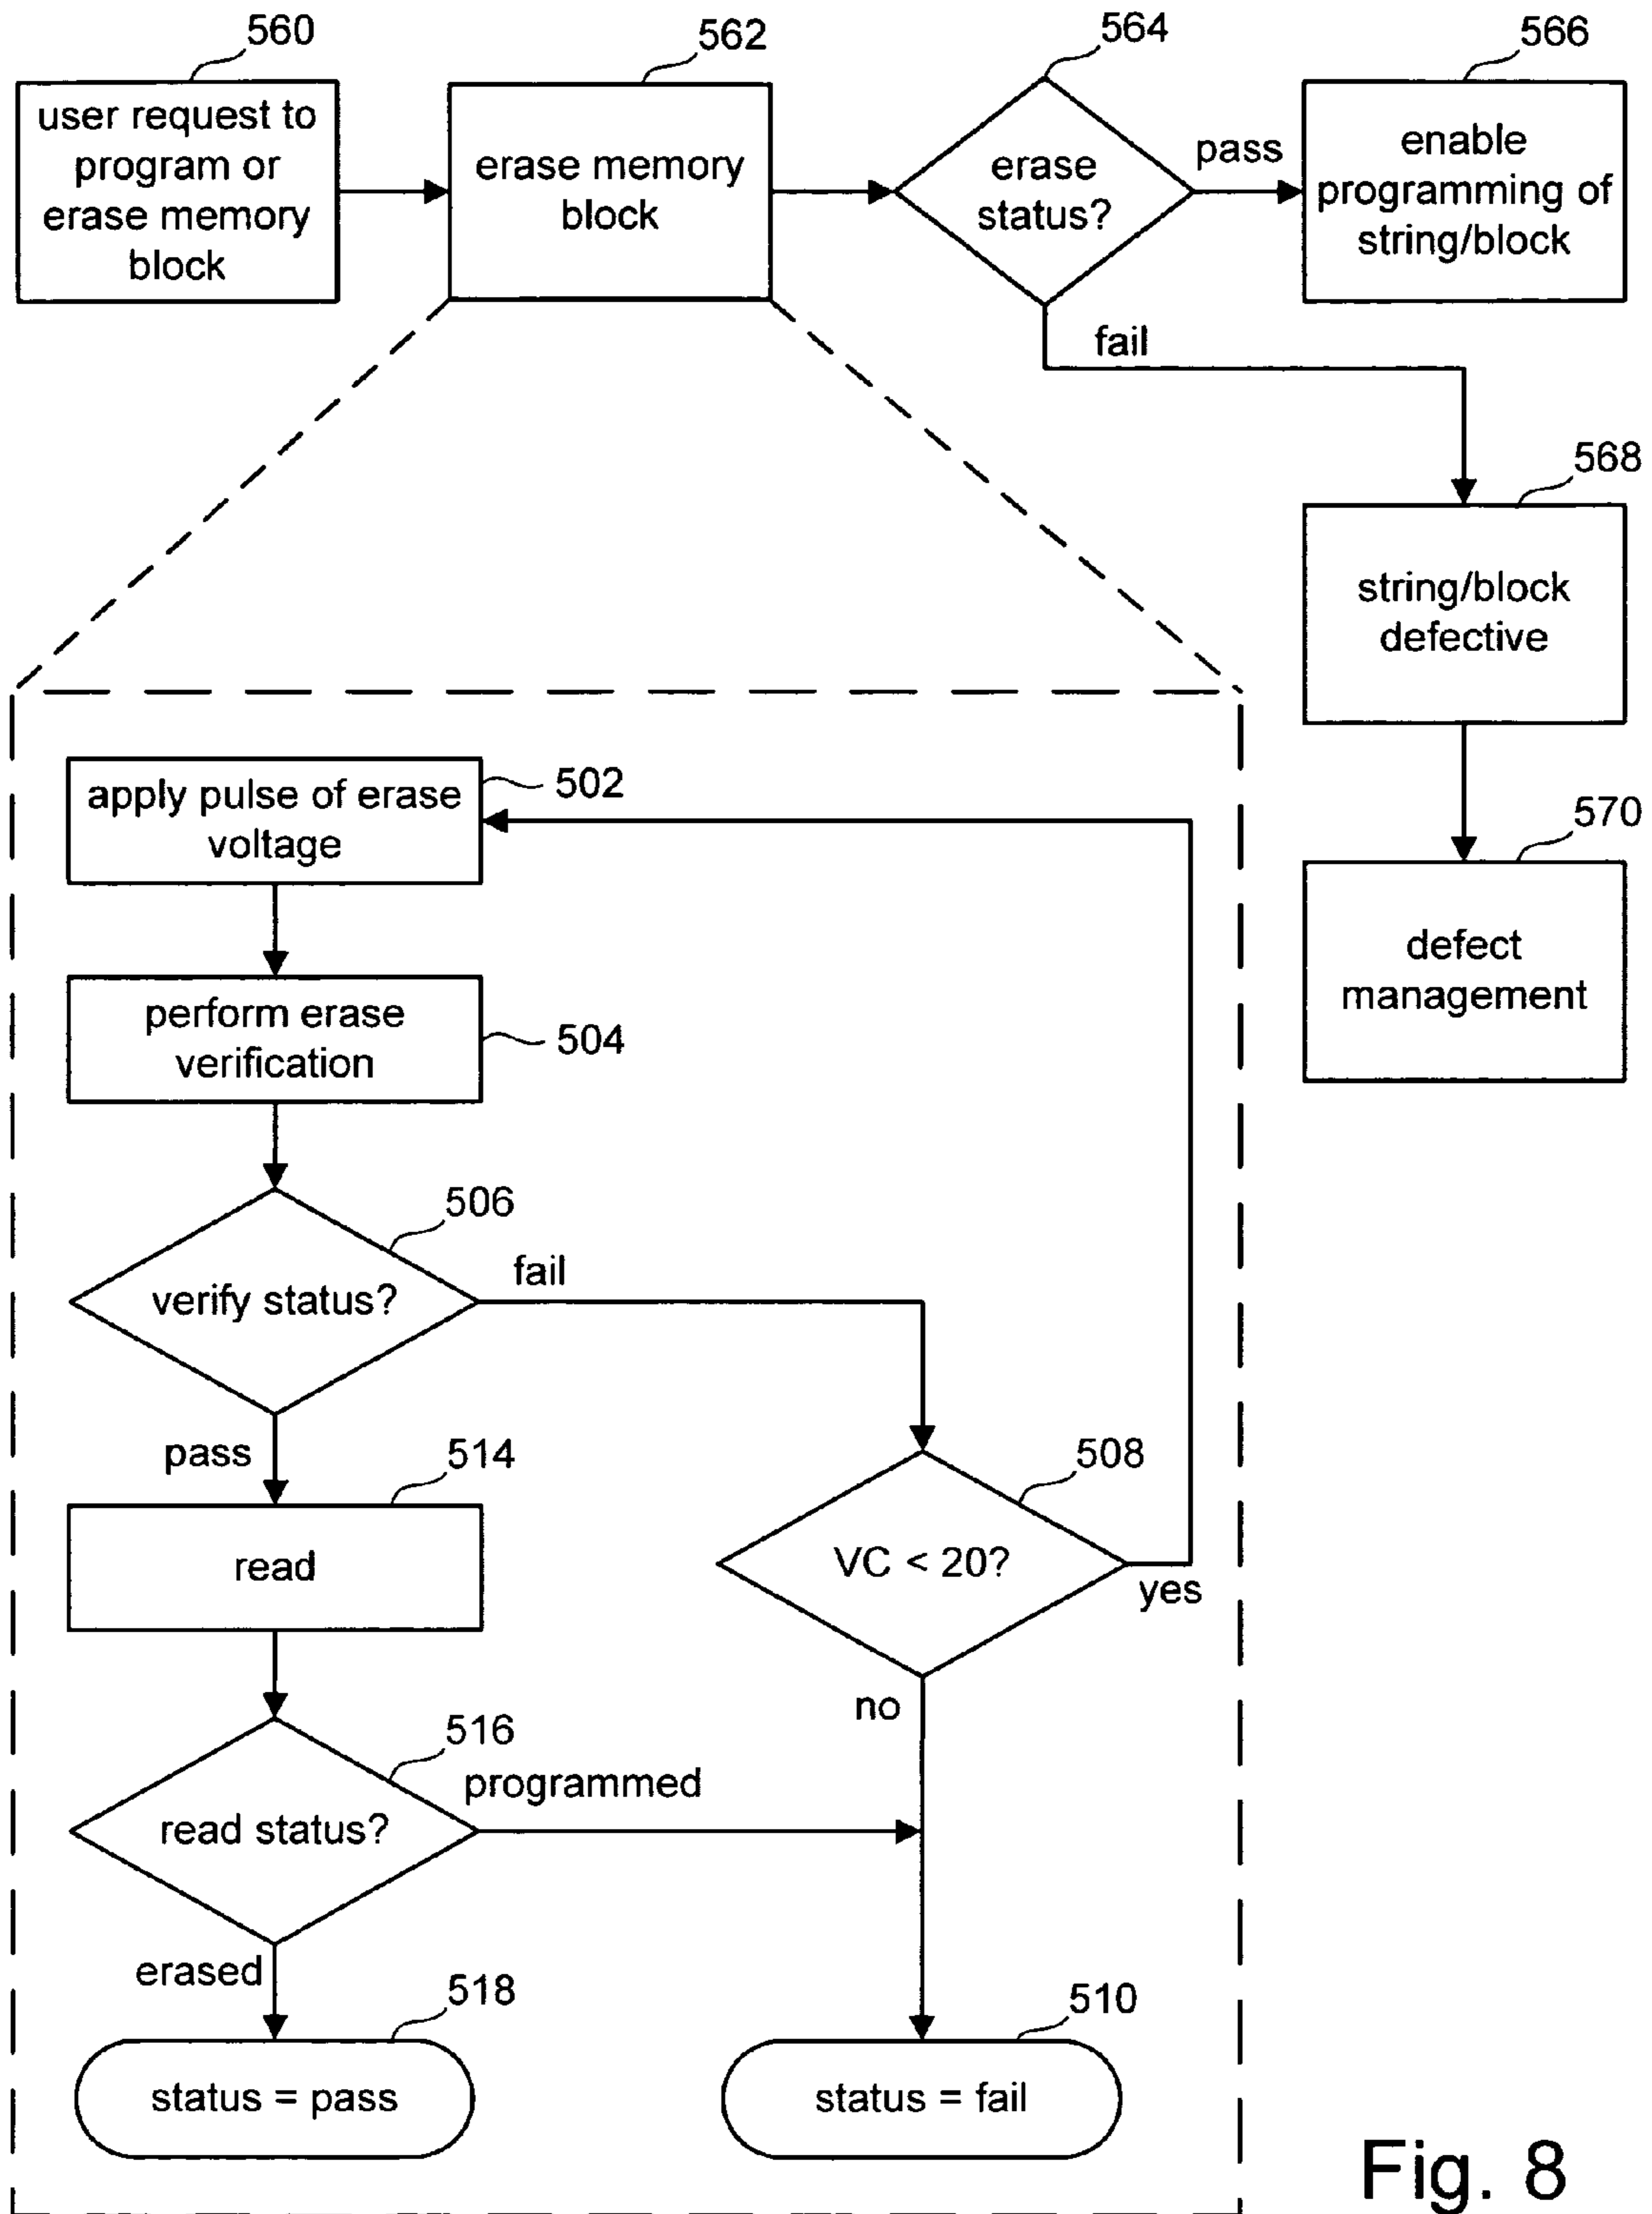 560
user request to
program or
erase memory
block
562
erase memory
block
564
erase
status?
pass
fail
566
enable
programming of
string/block
568
string/block
defective
570
defect
management
apply pulse of erase
voltage
502
perform erase
verification
504
506
verify status?
fail
pass
514
read
508
VC < 20?
yes
no
516
read status?
programmed
erased
518
status = pass
510
status = fail
Fig. 8